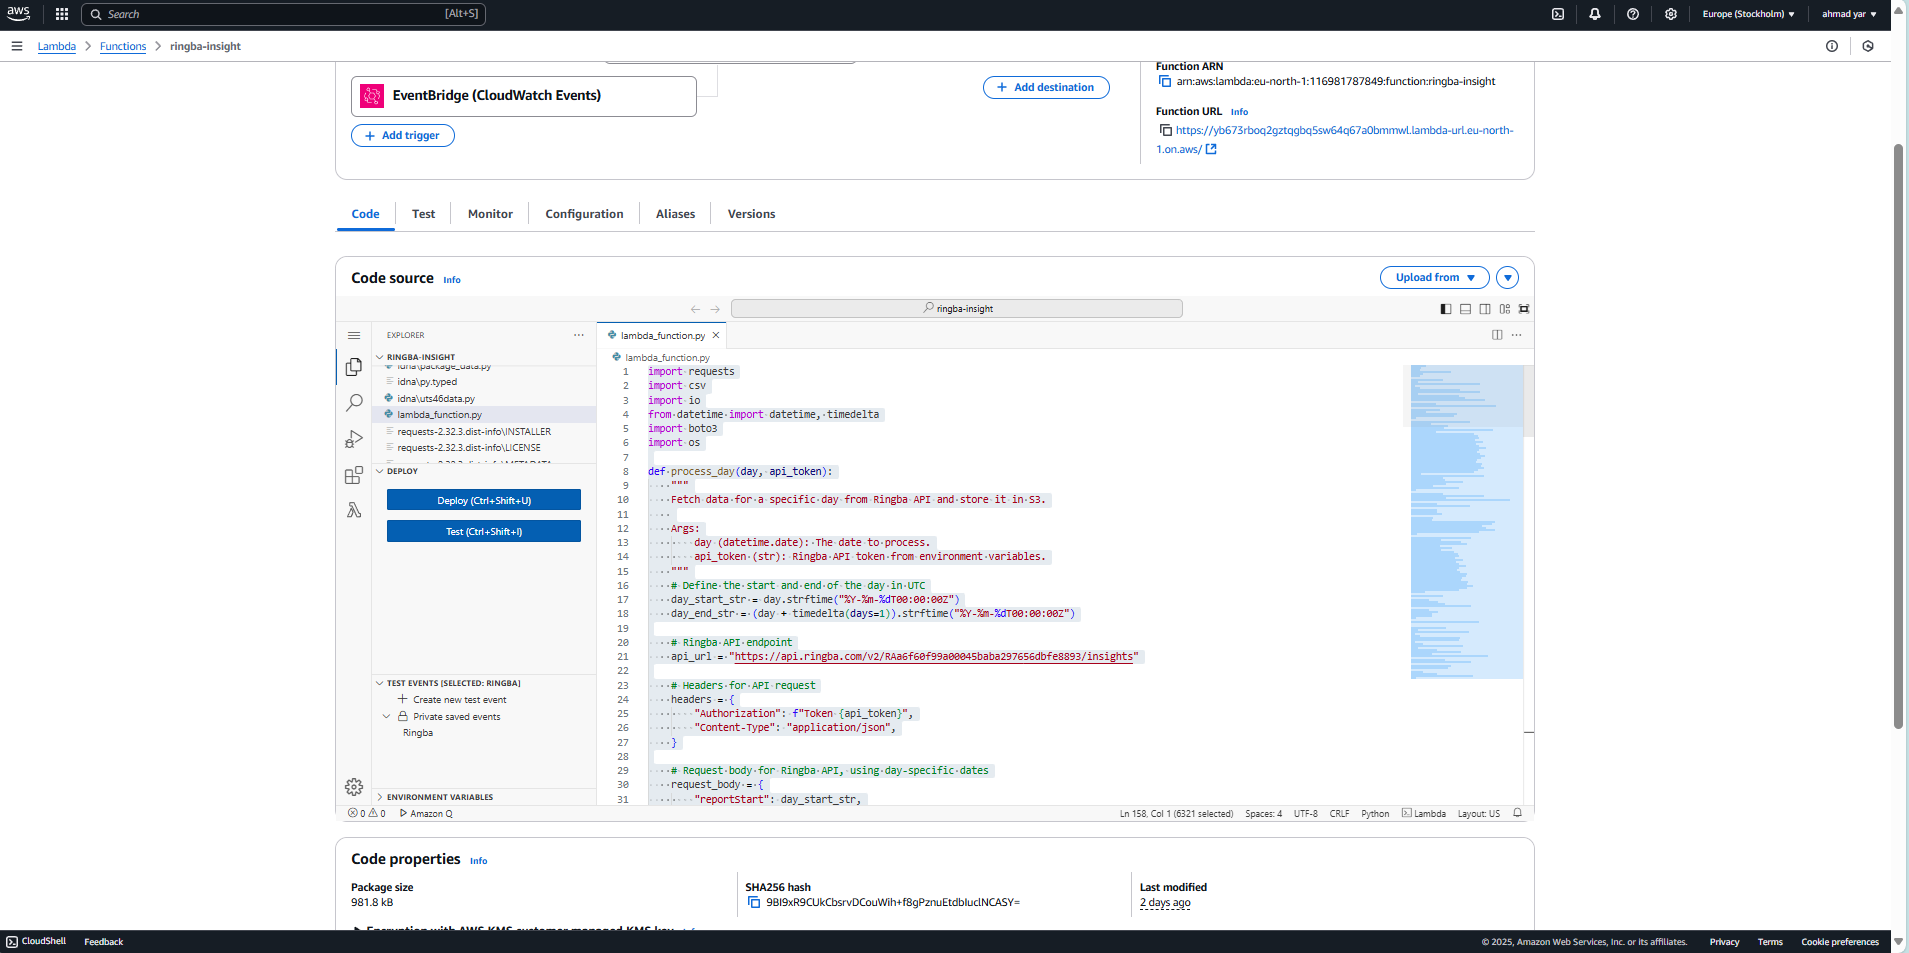 aws
Search
[Alt+S]
Europe (Stockholm)
ahmad yar
Lambda
Functions
ringba-insight
EventBridge (CloudWatch Events)
Add trigger
Add destination
Function ARN
arn:aws:lambda:eu-north-1:116981787849:function:ringba-insight
Function URL Info
https://yb673rboq2gztqgbq5sw64q67a0bmmwl.lambda-url.eu-north-
1.on.aws/
Code
Test
Monitor
Configuration
Aliases
Versions
Code source Info
Upload from
ringba-insight
EXPLORER
RINGBA-INSIGHT
idna\package_data.py
idna\py.typed
idna\uts46data.py
lambda_function.py
requests-2.32.3.dist-info\INSTALLER
requests-2.32.3.dist-info\LICENSE
requests-2.32.3.dist-info\METADATA
DEPLOY
Deploy (Ctrl+Shift+U)
Test (Ctrl+Shift+I)
TEST EVENTS [SELECTED: RINGBA]
Create new test event
Private saved events
Ringba
ENVIRONMENT VARIABLES
lambda_function.py
lambda_function.py
1 import requests
2 import csv
3 import io
4 from datetime import datetime, timedelta
5 import boto3
6 import os
7
8 def process_day(day, api_token):
9 """
10 Fetch data for a specific day from Ringba API and store it in S3.
11
12 Args:
13 day (datetime.date): The date to process.
14 api_token (str): Ringba API token from environment variables.
15 """
16 # Define the start and end of the day in UTC
17 day_start_str = day.strftime("%Y-%m-%dT00:00:00Z")
18 day_end_str = (day + timedelta(days=1)).strftime("%Y-%m-%dT00:00:00Z")
19
20 # Ringba API endpoint
21 api_url = "https://api.ringba.com/v2/RAa6f60f99a00045baba297656dbfe8893/insights"
22
23 # Headers for API request
24 headers = {
25 "Authorization": f"Token {api_token}",
26 "Content-Type": "application/json",
27 }
28
29 # Request body for Ringba API, using day-specific dates
30 request_body = {
31 "reportStart": day_start_str,
0 0
Amazon Q
Ln 158, Col 1 (6321 selected)
Spaces: 4
UTF-8
CRLF
Python
Lambda
Layout: US
Code properties Info
Package size
981.8 kB
SHA256 hash
9BI9xR9CUkCbsrvDCouWih+f8gPznuEtdbIuclNCASY=
Last modified
2 days ago
Encryption with AWS KMS customer managed KMS key
CloudShell
Feedback
© 2025, Amazon Web Services, Inc. or its affiliates.
Privacy
Terms
Cookie preferences